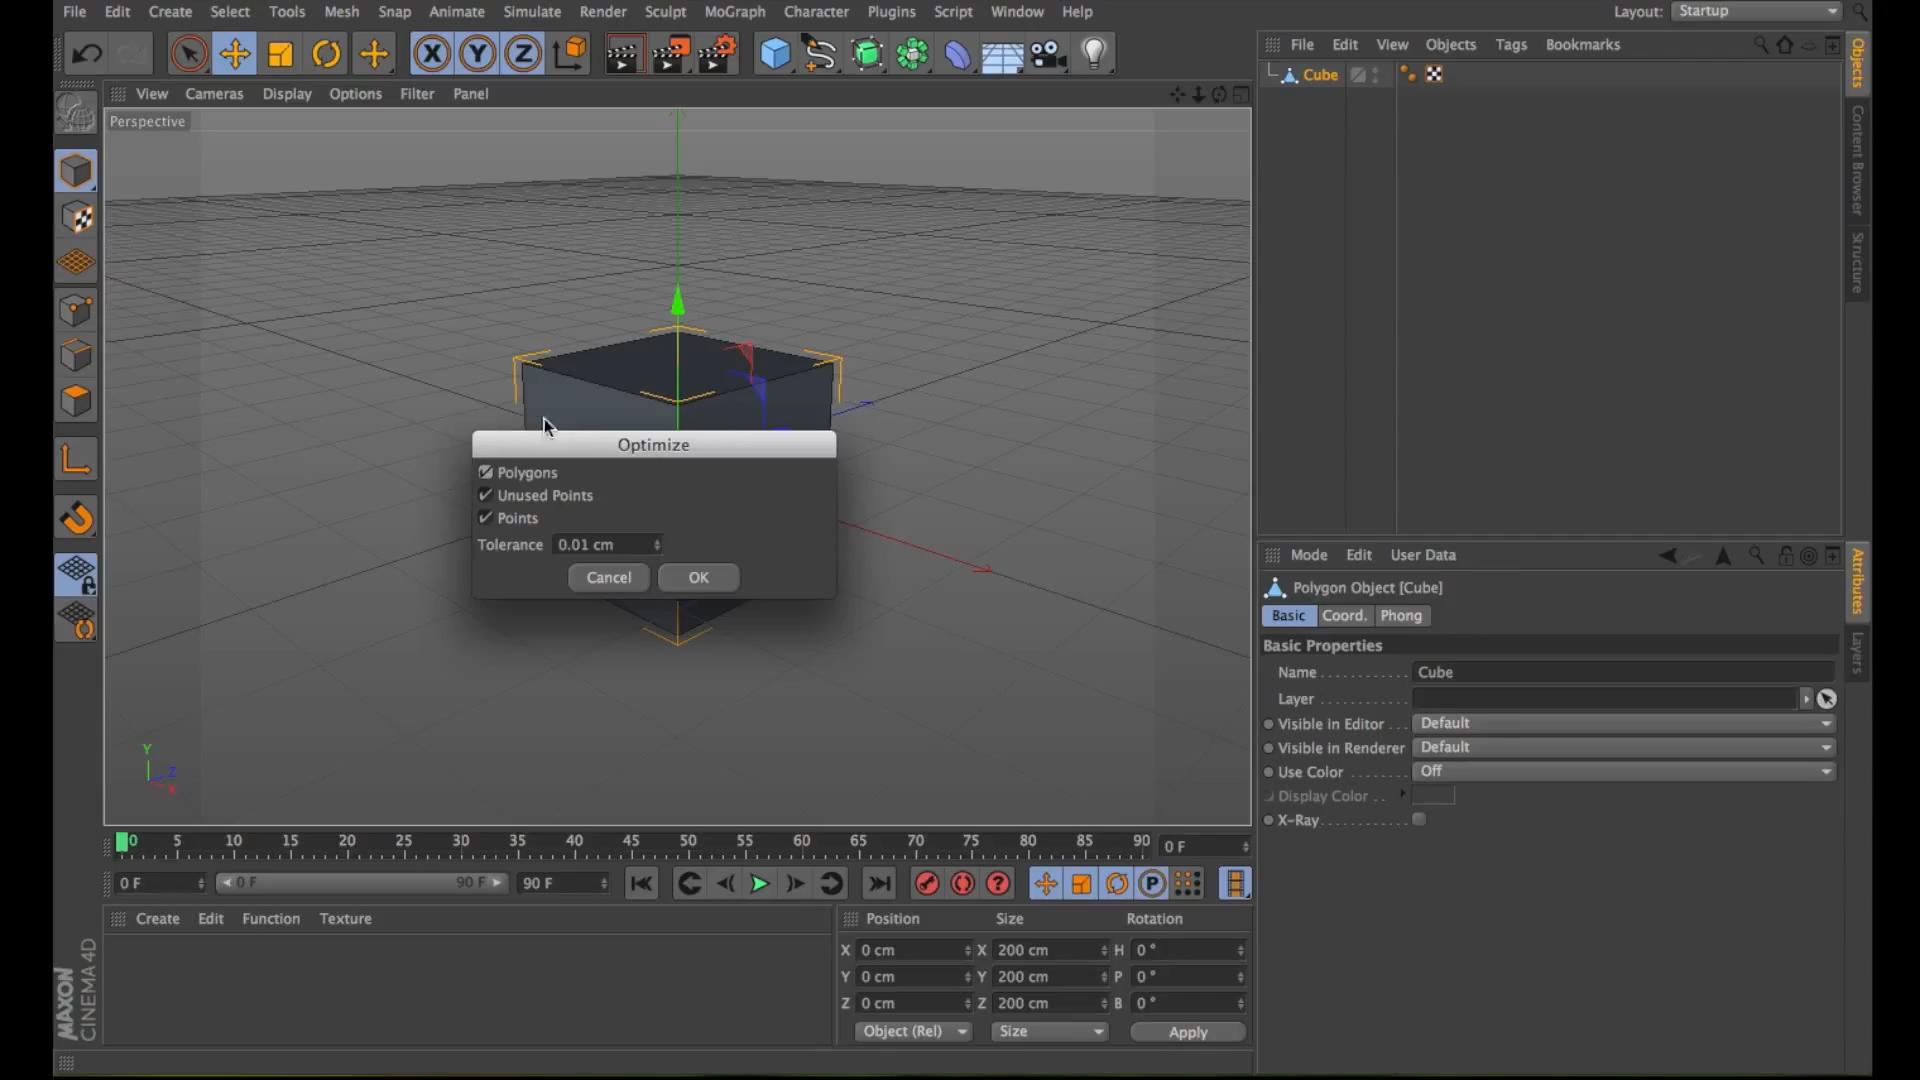 File Edit Create Select Tools Mesh Snap Animate Simulate Render Sculpt MoGraph Character Plugins Script Window Help Layout: Startup
X Y Z
File Edit View Objects Tags Bookmarks
Objects
Cube
View Cameras Display Options Filter Panel
Perspective
Content Browser
Structure
Optimize
Polygons
Unused Points
Points
Tolerance 0.01 cm
Cancel OK
Mode Edit User Data
Attributes
Polygon Object [Cube]
Basic Coord. Phong
Basic Properties
Layers
Name Cube
Layer
Visible in Editor Default
Visible in Renderer Default
Use Color Off
Display Color
X-Ray
Y
Z
X
0 5 10 15 20 25 30 35 40 45 50 55 60 65 70 75 80 85 90 0 F
0 F 0 F 90 F 90 F ? P
Create Edit Function Texture
Position Size Rotation
X 0 cm X 200 cm H 0 °
Y 0 cm Y 200 cm P 0 °
Z 0 cm Z 200 cm B 0 °
Object (Rel) Size Apply
MAXON
CINEMA 4D